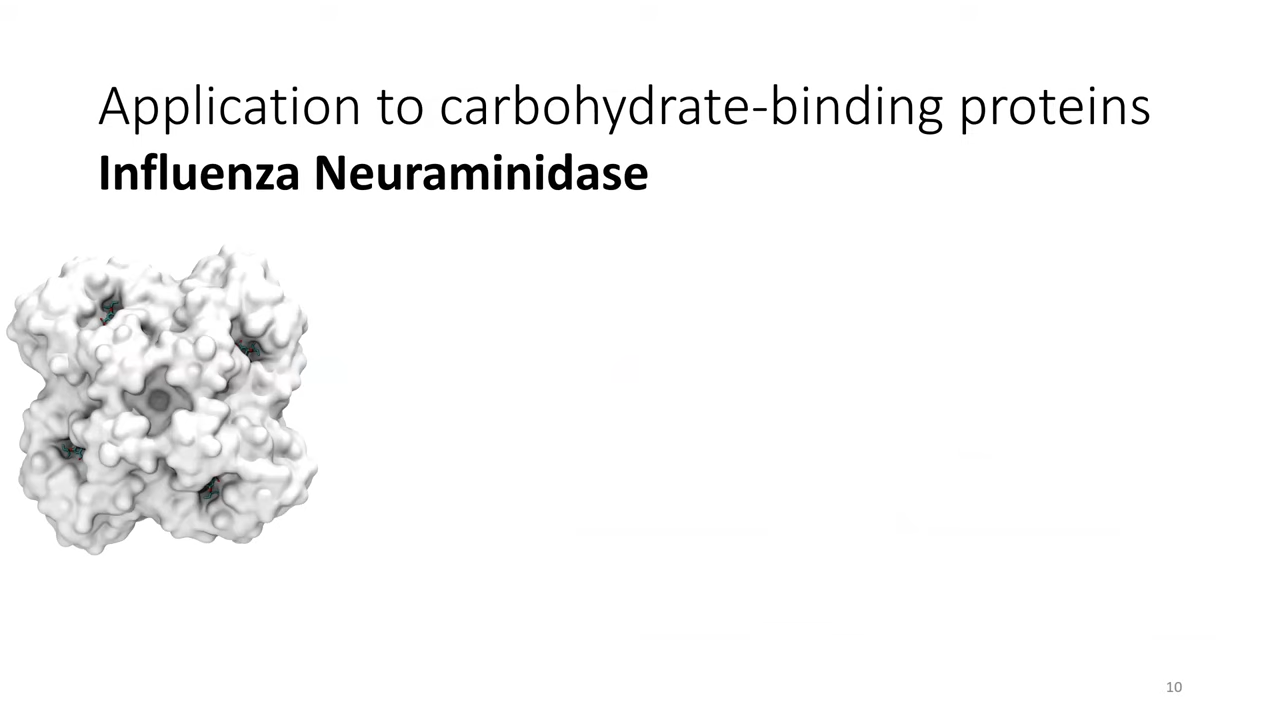 Application to carbohydrate-binding proteins
Influenza Neuraminidase
10